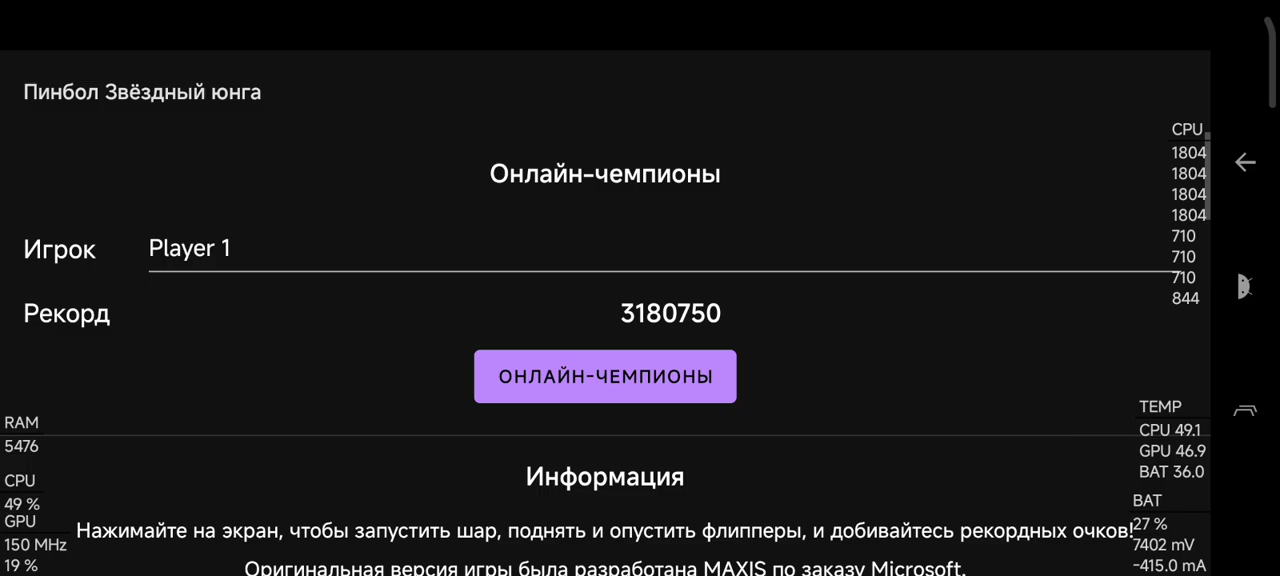 Пинбол Звёздный юнга
Онлайн-чемпионы
Игрок Player 1
Рекорд 3180750
ОНЛАЙН-ЧЕМПИОНЫ
Информация
Нажимайте на экран, чтобы запустить шар, поднять и опустить флипперы, и добивайтесь рекордных очков!
Оригинальная версия игры была разработана MAXIS по заказу Microsoft.
CPU
1804
1804
1804
1804
710
710
710
844
RAM
5476
CPU
49 %
GPU
150 MHz
19 %
TEMP
CPU 49.1
GPU 46.9
BAT 36.0
BAT
27 %
7402 mV
-415.0 mA